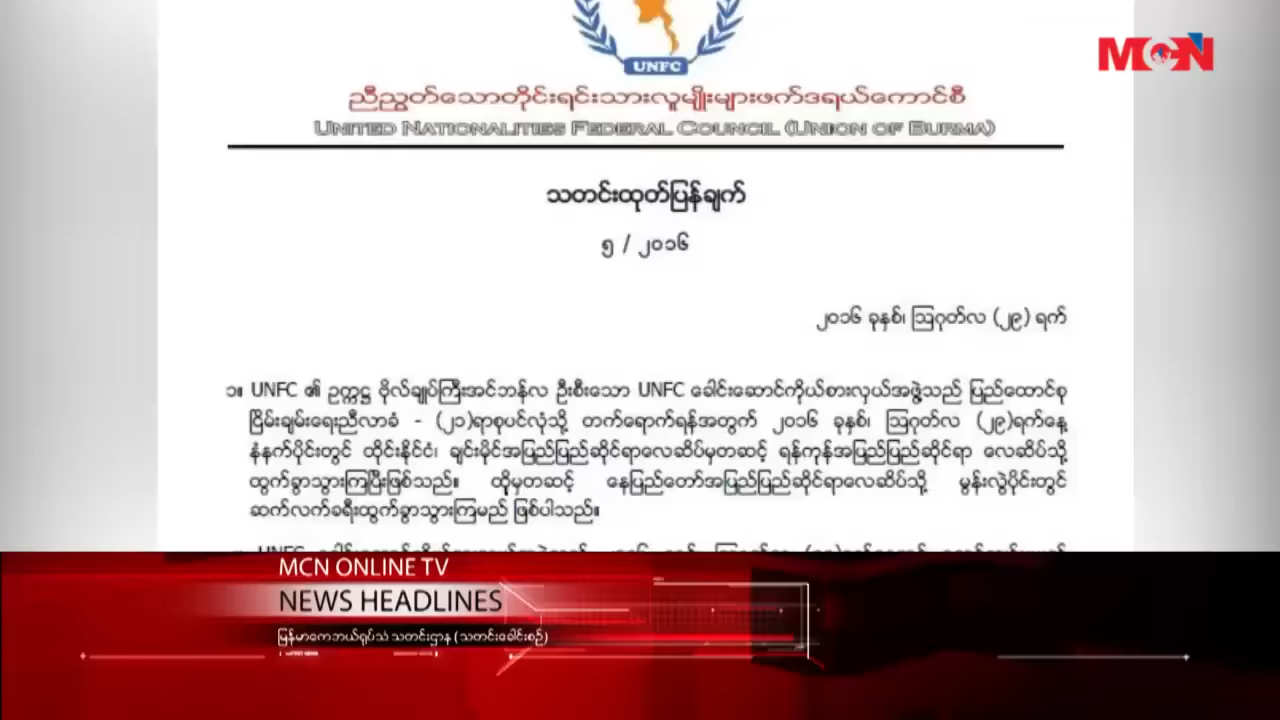 MCN
UNFC
ညီညွတ်သောတိုင်းရင်းသားလူမျိုးများဖက်ဒရယ်ကောင်စီ
UNITED NATIONALITIES FEDERAL COUNCIL (UNION OF BURMA)
သတင်းထုတ်ပြန်ချက်
၅ / ၂၀၁၆
၂၀၁၆ ခုနှစ်၊ ဩဂုတ်လ (၂၉) ရက်
၁။ UNFC ၏ ဥက္ကဋ္ဌ ဗိုလ်ချုပ်ကြီးအင်ဘန်လ ဦးစီးသော UNFC ခေါင်းဆောင်ကိုယ်စားလှယ်အဖွဲ့သည် ပြည်ထောင်စု
ငြိမ်းချမ်းရေးညီလာခံ - (၂၁)ရာစုပင်လုံသို့ တက်ရောက်ရန်အတွက် ၂၀၁၆ ခုနှစ်၊ ဩဂုတ်လ (၂၉)ရက်နေ့
နံနက်ပိုင်းတွင် ထိုင်းနိုင်ငံ၊ ချင်းမိုင်အပြည်ပြည်ဆိုင်ရာလေဆိပ်မှတဆင့် ရန်ကုန်အပြည်ပြည်ဆိုင်ရာ လေဆိပ်သို့
ထွက်ခွာသွားကြပြီးဖြစ်သည်။ ထိုမှတဆင့် နေပြည်တော်အပြည်ပြည်ဆိုင်ရာလေဆိပ်သို့ မွန်းလွဲပိုင်းတွင်
ဆက်လက်ခရီးထွက်ခွာသွားကြမည် ဖြစ်ပါသည်။
MCN ONLINE TV
NEWS HEADLINES
မြန်မာကေဘယ်ရုပ်သံ သတင်းဌာန (သတင်းခေါင်းစဉ်)